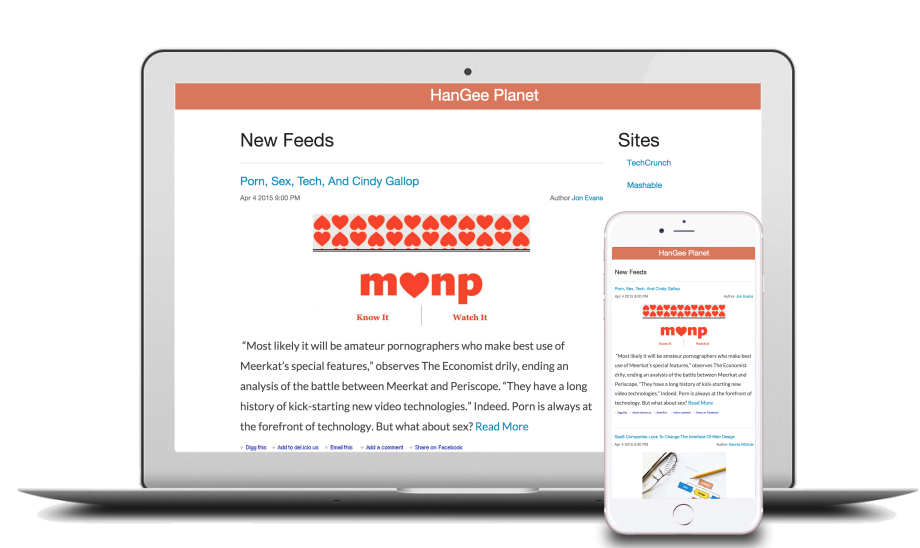 HanGee Planet
New Feeds
Porn, Sex, Tech, And Cindy Gallop
Apr 4 2015 9:00 PM
Author Jon Evans
m♥np
Know It
Watch It
“Most likely it will be amateur pornographers who make best use of
Meerkat’s special features,” observes The Economist drily, ending an
analysis of the battle between Meerkat and Periscope. “They have a long
history of kick-starting new video technologies.” Indeed. Porn is always at
the forefront of technology. But what about sex? Read More
Digg this
Add to del.icio.us
Email this
Add a comment
Share on Facebook
Sites
TechCrunch
Mashable
HanGee Planet
New Feeds
Porn, Sex, Tech, And Cindy Gallop
Apr 4 2015 9:00 PM
Author Jon Evans
m♥np
Know It
Watch It
“Most likely it will be amateur pornographers who make best
use of Meerkat’s special features,” observes The Economist
drily, ending an analysis of the battle between Meerkat and
Periscope. “They have a long history of kick-starting new
video technologies.” Indeed. Porn is always at the forefront of
technology. But what about sex? Read More
Digg this
Add to del.icio.us
Email this
Add a comment
Share on Facebook
SaaS Companies Look To Change The Interface Of Web Design
Author Dennis Mitzner